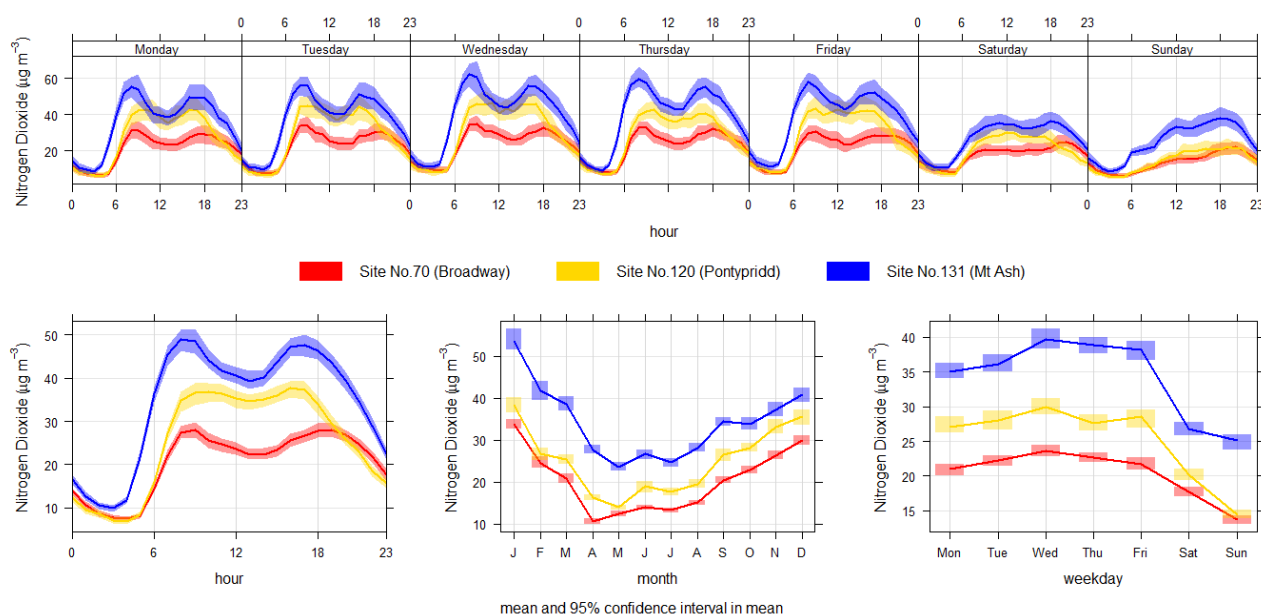 0 6 12 18 23 0 6 12 18 23 0 6 12 18 23
Monday Tuesday Wednesday Thursday Friday Saturday Sunday
Nitrogen Dioxide (µg m⁻³)
60
40
20
0 6 12 18 23 0 6 12 18 23 0 6 12 18 23 0 6 12 18 23
hour
Site No.70 (Broadway) Site No.120 (Pontypridd) Site No.131 (Mt Ash)
Nitrogen Dioxide (µg m⁻³)
50
40
30
20
10
0 6 12 18 23
hour
Nitrogen Dioxide (µg m⁻³)
50
40
30
20
10
J F M A M J J A S O N D
month
Nitrogen Dioxide (µg m⁻³)
40
35
30
25
20
15
Mon Tue Wed Thu Fri Sat Sun
weekday
mean and 95% confidence interval in mean